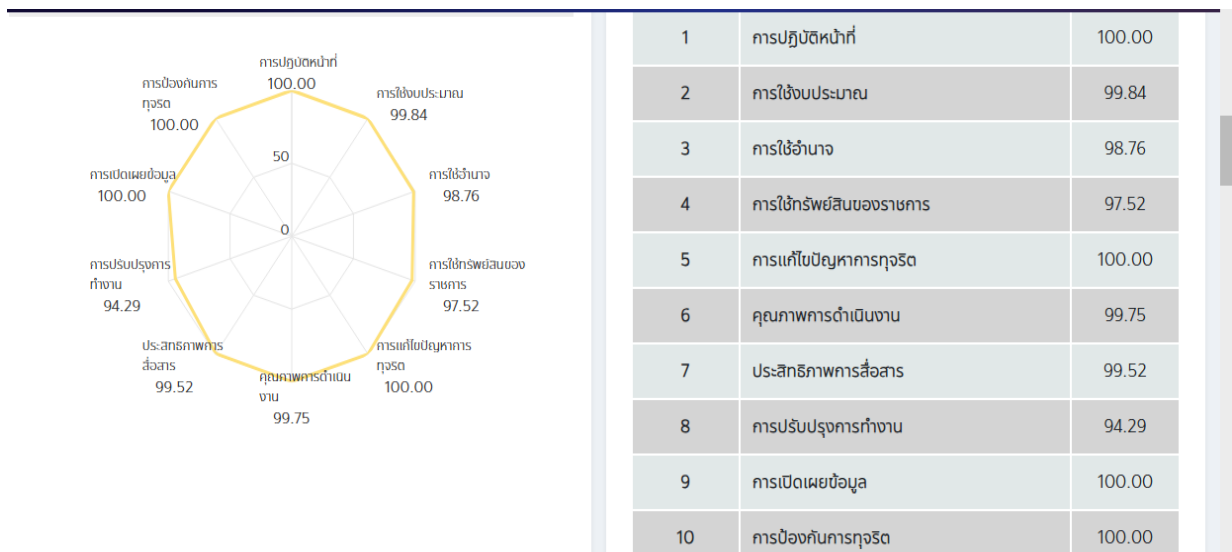 การปฏิบัติหน้าที่
100.00
การใช้งบประมาณ
99.84
การใช้อำนาจ
98.76
การใช้ทรัพย์สินของ
ราชการ
97.52
การแก้ไขปัญหาการ
ทุจริต
100.00
คุณภาพการดำเนิน
งาน
99.75
ประสิทธิภาพการ
สื่อสาร
99.52
การปรับปรุงการ
ทำงาน
94.29
การเปิดเผยข้อมูล
100.00
การป้องกันการ
ทุจริต
100.00
50
0
1 การปฏิบัติหน้าที่ 100.00
2 การใช้งบประมาณ 99.84
3 การใช้อำนาจ 98.76
4 การใช้ทรัพย์สินของราชการ 97.52
5 การแก้ไขปัญหาการทุจริต 100.00
6 คุณภาพการดำเนินงาน 99.75
7 ประสิทธิภาพการสื่อสาร 99.52
8 การปรับปรุงการทำงาน 94.29
9 การเปิดเผยข้อมูล 100.00
10 การป้องกันการทุจริต 100.00